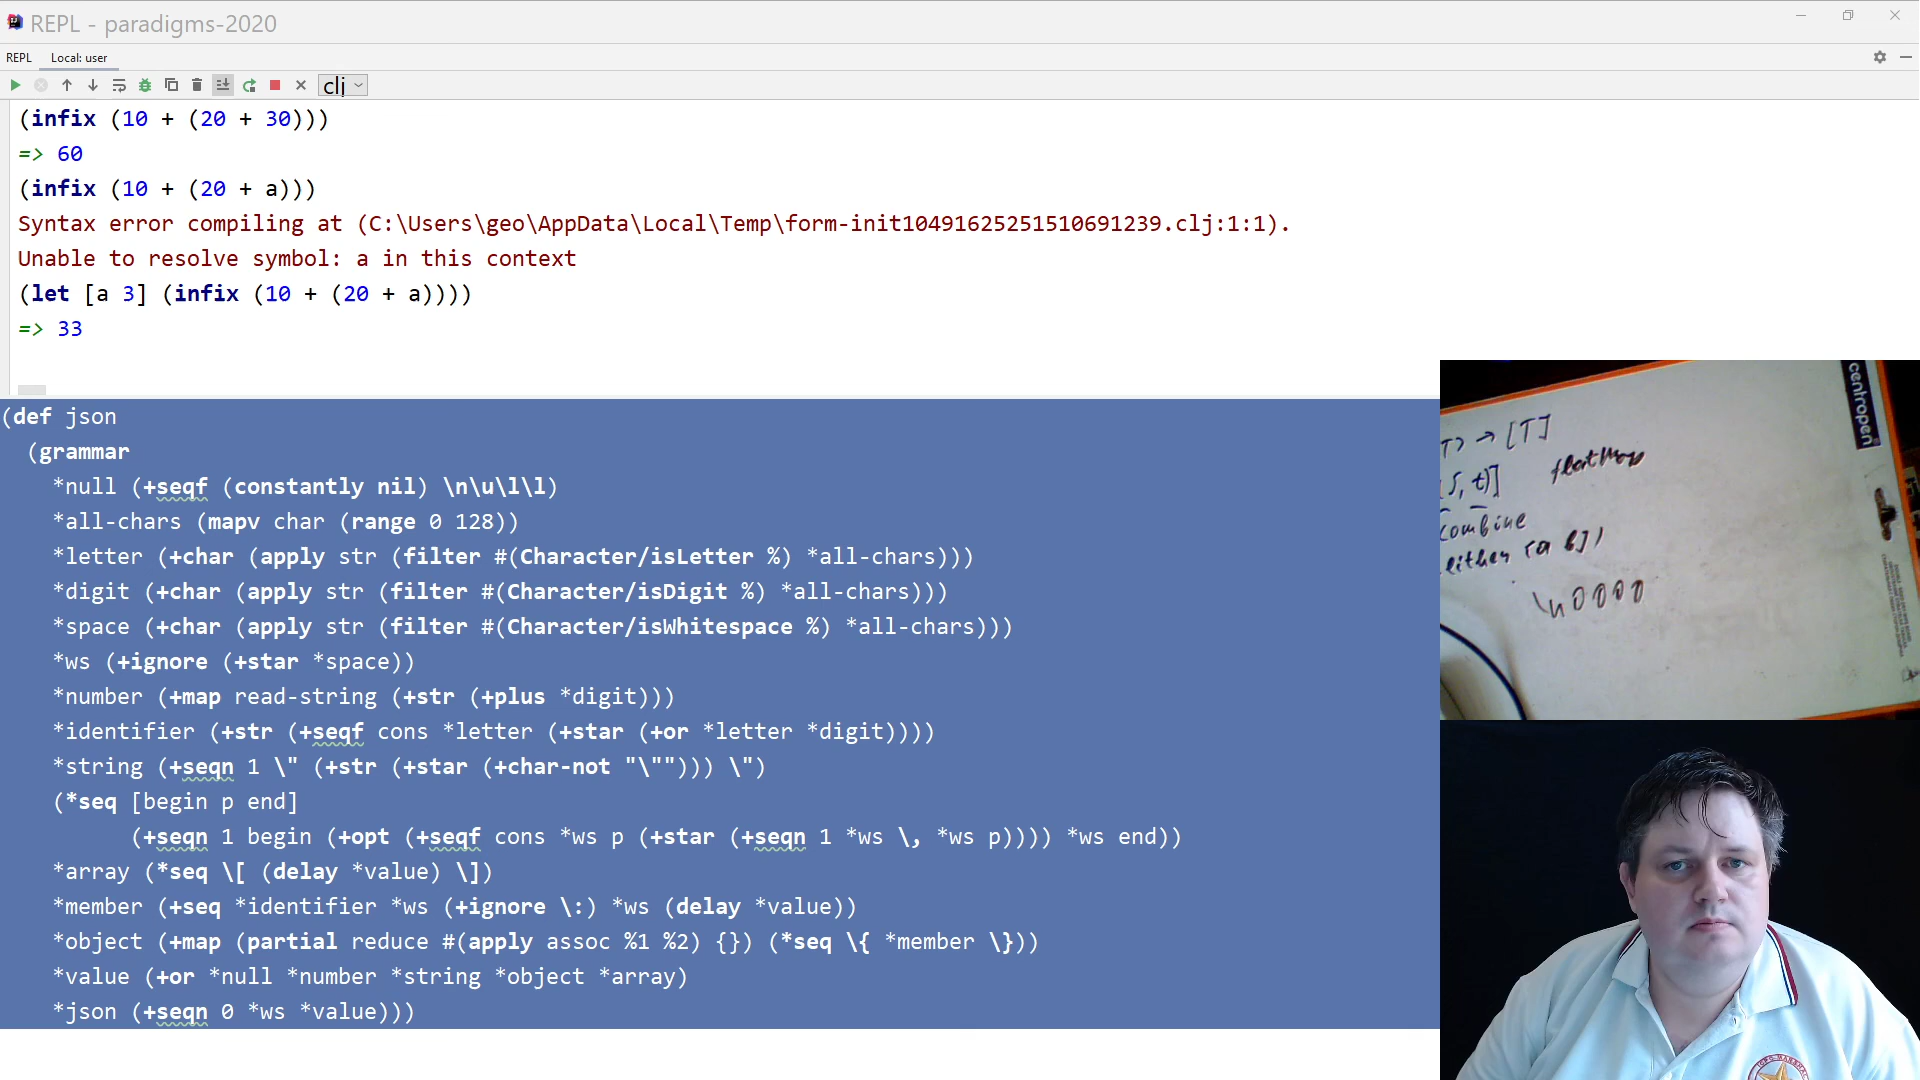 REPL - paradigms-2020
REPL Local: user
clj
(infix (10 + (20 + 30)))
=> 60
(infix (10 + (20 + a)))
Syntax error compiling at (C:\Users\geo\AppData\Local\Temp\form-init10491625251510691239.clj:1:1).
Unable to resolve symbol: a in this context
(let [a 3] (infix (10 + (20 + a))))
=> 33
(def json
(grammar
*null (+seqf (constantly nil) \n\u\l\l)
*all-chars (mapv char (range 0 128))
*letter (+char (apply str (filter #(Character/isLetter %) *all-chars)))
*digit (+char (apply str (filter #(Character/isDigit %) *all-chars)))
*space (+char (apply str (filter #(Character/isWhitespace %) *all-chars)))
*ws (+ignore (+star *space))
*number (+map read-string (+str (+plus *digit)))
*identifier (+str (+seqf cons *letter (+star (+or *letter *digit))))
*string (+seqn 1 \" (+str (+star (+char-not "\""))) \")
(*seq [begin p end]
(+seqn 1 begin (+opt (+seqf cons *ws p (+star (+seqn 1 *ws \, *ws p)))) *ws end))
*array (*seq \[ (delay *value) \])
*member (+seq *identifier *ws (+ignore \:) *ws (delay *value))
*object (+map (partial reduce #(apply assoc %1 %2) {}) (*seq \{ *member \}))
*value (+or *null *number *string *object *array)
*json (+seqn 0 *ws *value)))
centropen
T> → [T]
flatMap
S, t)]
combine
either [a b])
\u0000